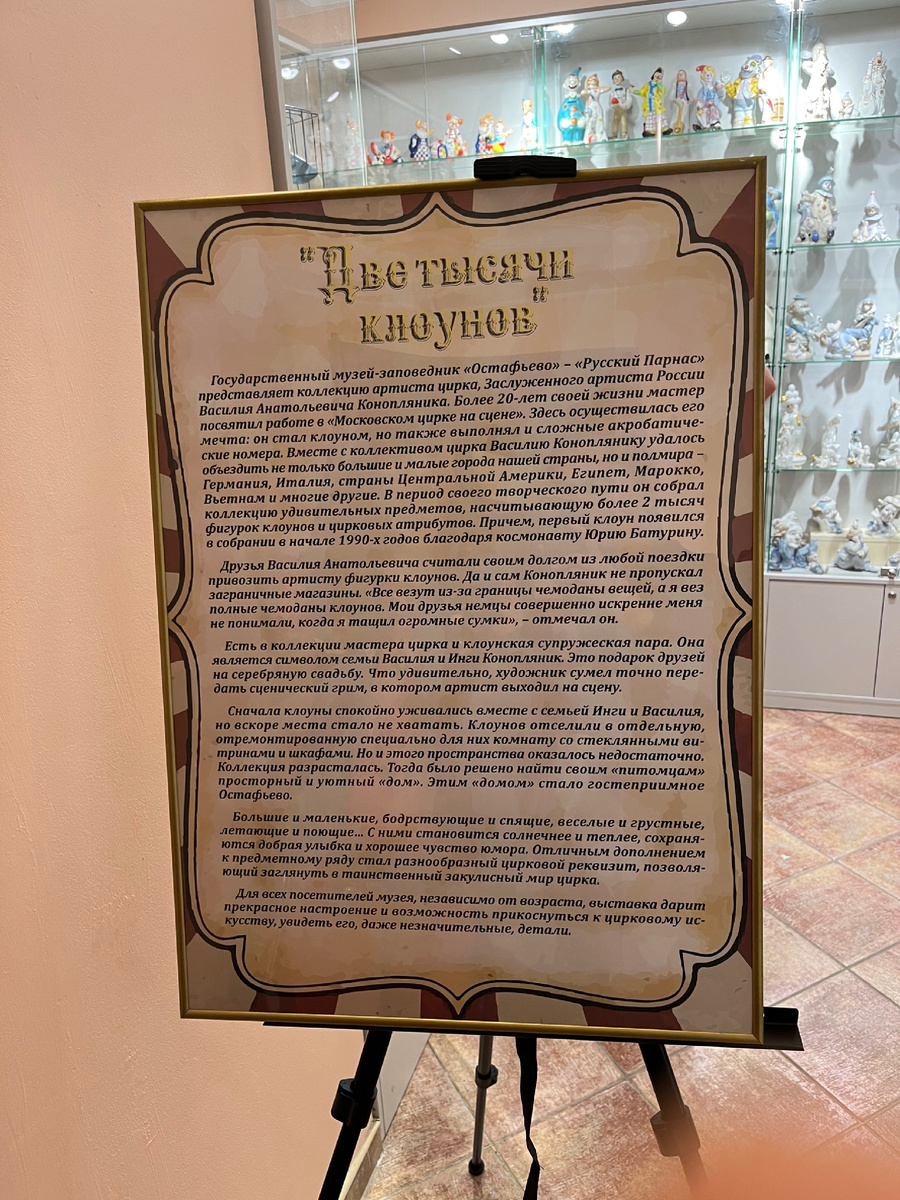 "Две тысячи
клоунов"
Государственный музей-заповедник «Остафьево» – «Русский Парнас»
представляет коллекцию артиста цирка, Заслуженного артиста России
Василия Анатольевича Конопляника. Более 20-лет своей жизни мастер
посвятил работе в «Московском цирке на сцене». Здесь осуществилась его
мечта: он стал клоуном, но также выполнял и сложные акробатиче-
ские номера. Вместе с коллективом цирка Василию Коноплянику удалось
объездить не только большие и малые города нашей страны, но и полмира –
Германия, Италия, страны Центральной Америки, Египет, Марокко,
Вьетнам и многие другие. В период своего творческого пути он собрал
коллекцию удивительных предметов, насчитывающую более 2 тысяч
фигурок клоунов и цирковых атрибутов. Причем, первый клоун появился
в собрании в начале 1990-х годов благодаря космонавту Юрию Батурину.
Друзья Василия Анатольевича считали своим долгом из любой поездки
привозить артисту фигурки клоунов. Да и сам Конопляник не пропускал
заграничные магазины. «Все везут из-за границы чемоданы вещей, а я вез
полные чемоданы клоунов. Мои друзья немцы совершенно искренне меня
не понимали, когда я тащил огромные сумки», – отмечал он.
Есть в коллекции мастера цирка и клоунская супружеская пара. Она
является символом семьи Василия и Инги Конопляник. Это подарок друзей
на серебряную свадьбу. Что удивительно, художник сумел точно пере-
дать сценический грим, в котором артист выходил на сцену.
Сначала клоуны спокойно уживались вместе с семьей Инги и Василия,
но вскоре места стало не хватать. Клоунов отселили в отдельную,
отремонтированную специально для них комнату со стеклянными ви-
тринами и шкафами. Но и этого пространства оказалось недостаточно.
Коллекция разрасталась. Тогда было решено найти своим «питомцам»
просторный и уютный «дом». Этим «домом» стало гостеприимное
Остафьево.
Большие и маленькие, бодрствующие и спящие, веселые и грустные,
летающие и поющие... С ними становится солнечнее и теплее, сохраня-
ются добрая улыбка и хорошее чувство юмора. Отличным дополнением
к предметному ряду стал разнообразный цирковой реквизит, позволя-
ющий заглянуть в таинственный закулисный мир цирка.
Для всех посетителей музея, независимо от возраста, выставка дарит
прекрасное настроение и возможность прикоснуться к цирковому ис-
кусству, увидеть его, даже незначительные, детали.